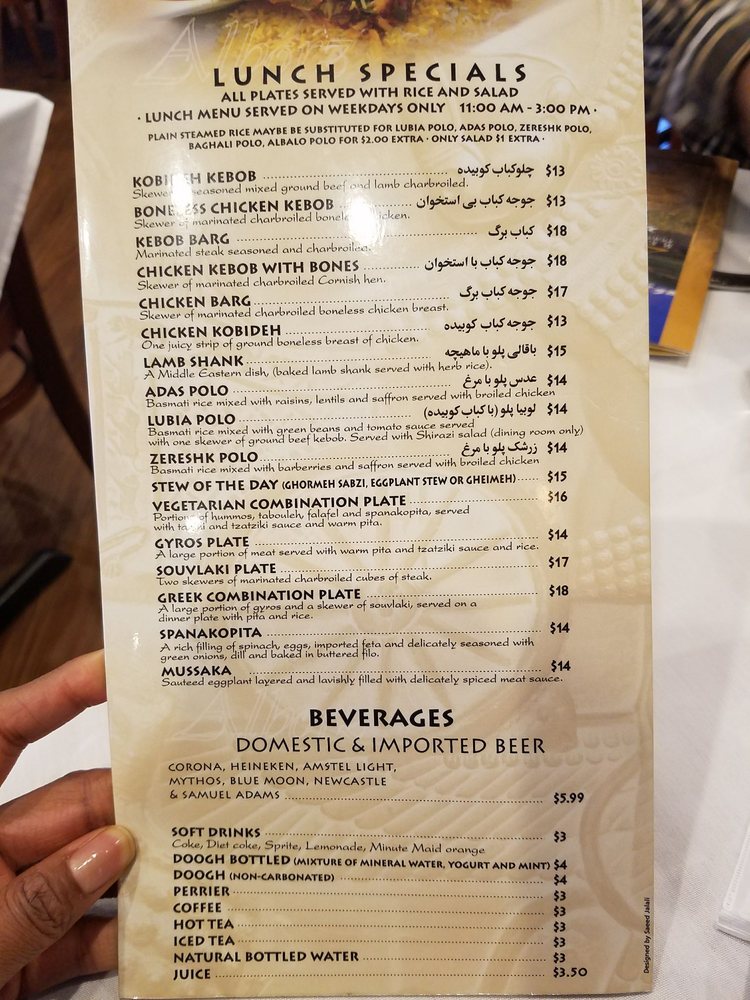 Alborz
LUNCH SPECIALS
ALL PLATES SERVED WITH RICE AND SALAD
· LUNCH MENU SERVED ON WEEKDAYS ONLY 11:00 AM - 3:00 PM ·
PLAIN STEAMED RICE MAYBE BE SUBSTITUTED FOR LUBIA POLO, ADAS POLO, ZERESHK POLO,
BAGHALI POLO, ALBALO POLO FOR $2.00 EXTRA · ONLY SALAD $1 EXTRA ·
KOBIDEH KEBOB چلوکباب کوبیده $13
Skewer seasoned mixed ground beef and lamb charbroiled.
BONELESS CHICKEN KEBOB جوجه کباب بی استخوان $13
Skewer of marinated charbroiled boneless chicken.
KEBOB BARG کباب برگ $18
Marinated steak seasoned and charbroiled.
CHICKEN KEBOB WITH BONES جوجه کباب با استخوان $18
Skewer of marinated charbroiled Cornish hen.
CHICKEN BARG جوجه کباب برگ $17
Skewer of marinated charbroiled boneless chicken breast.
CHICKEN KOBIDEH جوجه کباب کوبیده $13
One juicy strip of ground boneless breast of chicken.
LAMB SHANK باقالی پلو با ماهیچه $15
A Middle Eastern dish, (baked lamb shank served with herb rice).
ADAS POLO عدس پلو با مرغ $14
Basmati rice mixed with raisins, lentils and saffron served with broiled chicken
LUBIA POLO لوبیا پلو (با کباب کوبیده) $14
Basmati rice mixed with green beans and tomato sauce served
with one skewer of ground beef kebob. Served with Shirazi salad (dining room only)
ZERESHK POLO زرشک پلو با مرغ $14
Basmati rice mixed with barberries and saffron served with broiled chicken
STEW OF THE DAY (GHORMEH SABZI, EGGPLANT STEW OR GHEIMEH) $15
VEGETARIAN COMBINATION PLATE $16
Portions of hummos, tabouleh, falafel and spanakopita, served
with tahini and tzatziki sauce and warm pita.
GYROS PLATE $14
A large portion of meat served with warm pita and tzatziki sauce and rice.
SOUVLAKI PLATE $17
Two skewers of marinated charbroiled cubes of steak.
GREEK COMBINATION PLATE $18
A large portion of gyros and a skewer of souvlaki, served on a
dinner plate with pita and rice.
SPANAKOPITA $14
A rich filling of spinach, eggs, imported feta and delicately seasoned with
green onions, dill and baked in buttered filo.
MUSSAKA $14
Sauteed eggplant layered and lavishly filled with delicately spiced meat sauce.
BEVERAGES
DOMESTIC & IMPORTED BEER
CORONA, HEINEKEN, AMSTEL LIGHT,
MYTHOS, BLUE MOON, NEWCASTLE
& SAMUEL ADAMS $5.99
SOFT DRINKS $3
Coke, Diet coke, Sprite, Lemonade, Minute Maid orange
DOOGH BOTTLED (MIXTURE OF MINERAL WATER, YOGURT AND MINT) $4
DOOGH (NON-CARBONATED) $4
PERRIER $3
COFFEE $3
HOT TEA $3
ICED TEA $3
NATURAL BOTTLED WATER $3
JUICE $3.50
Designed by Saeed Jalali